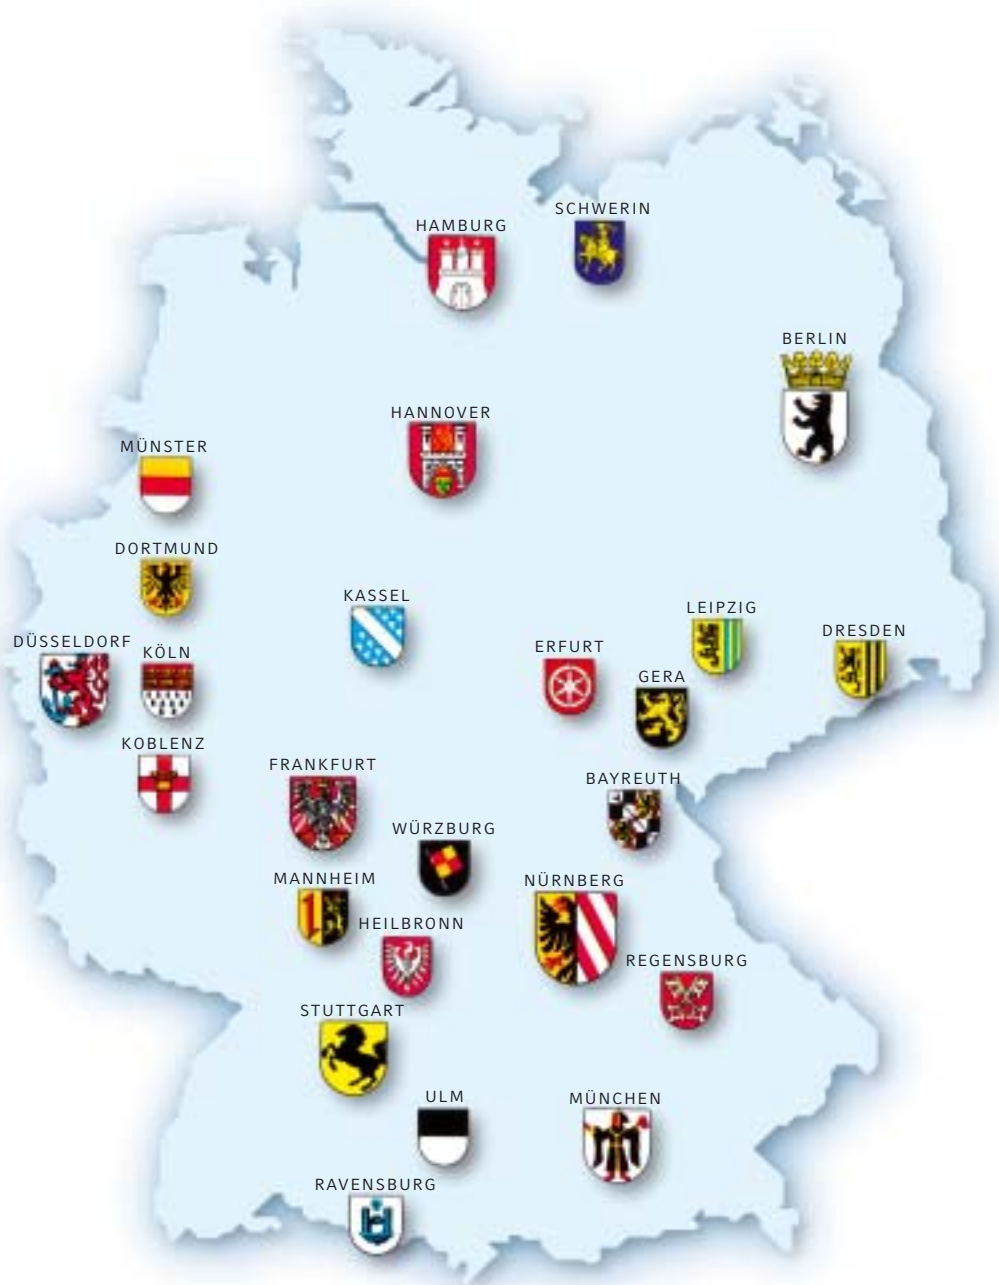 SCHWERIN
HAMBURG
BERLIN
HANNOVER
MÜNSTER
DORTMUND
KASSEL
LEIPZIG
DRESDEN
DÜSSELDORF
KÖLN
ERFURT
GERA
KOBLENZ
FRANKFURT
BAYREUTH
WÜRZBURG
MANNHEIM
NÜRNBERG
HEILBRONN
REGENSBURG
STUTTGART
ULM
MÜNCHEN
RAVENSBURG